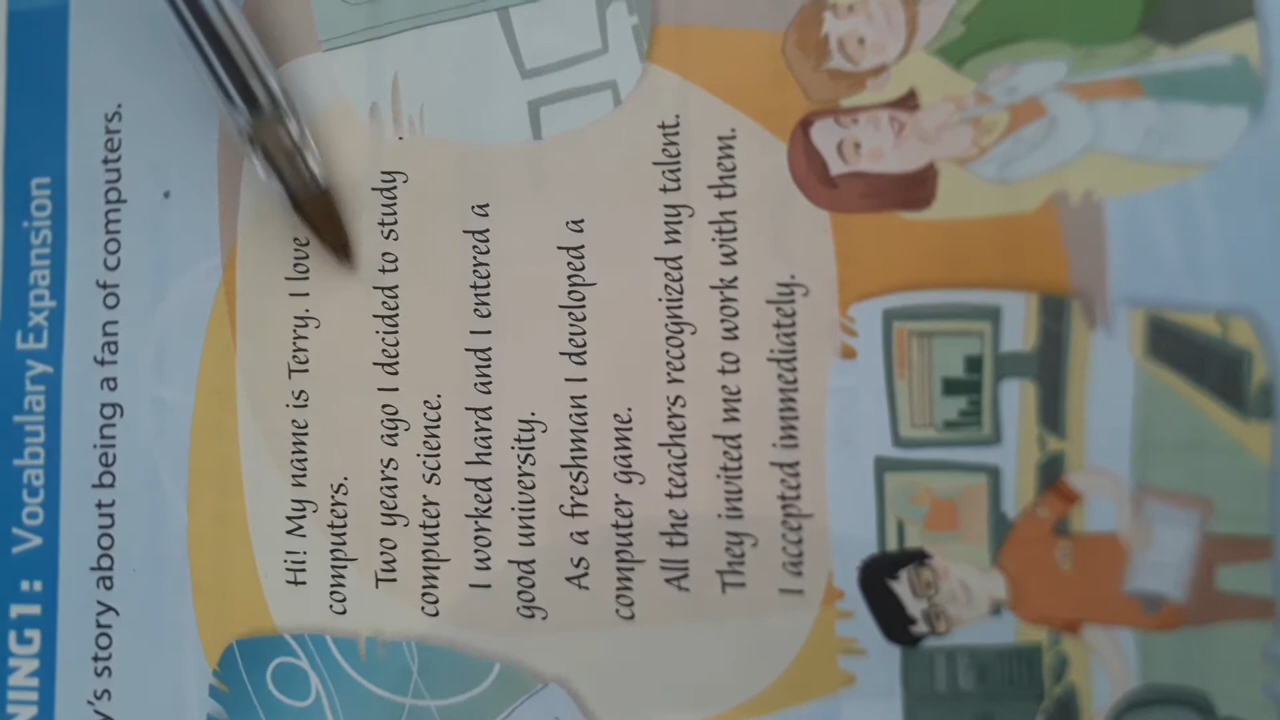 NING 1: Vocabulary Expansion
y's story about being a fan of computers.
Hi! My name is Terry. I love
computers.
Two years ago I decided to study
computer science.
I worked hard and I entered a
good university.
As a freshman I developed a
computer game.
All the teachers recognized my talent.
They invited me to work with them.
I accepted immediately.